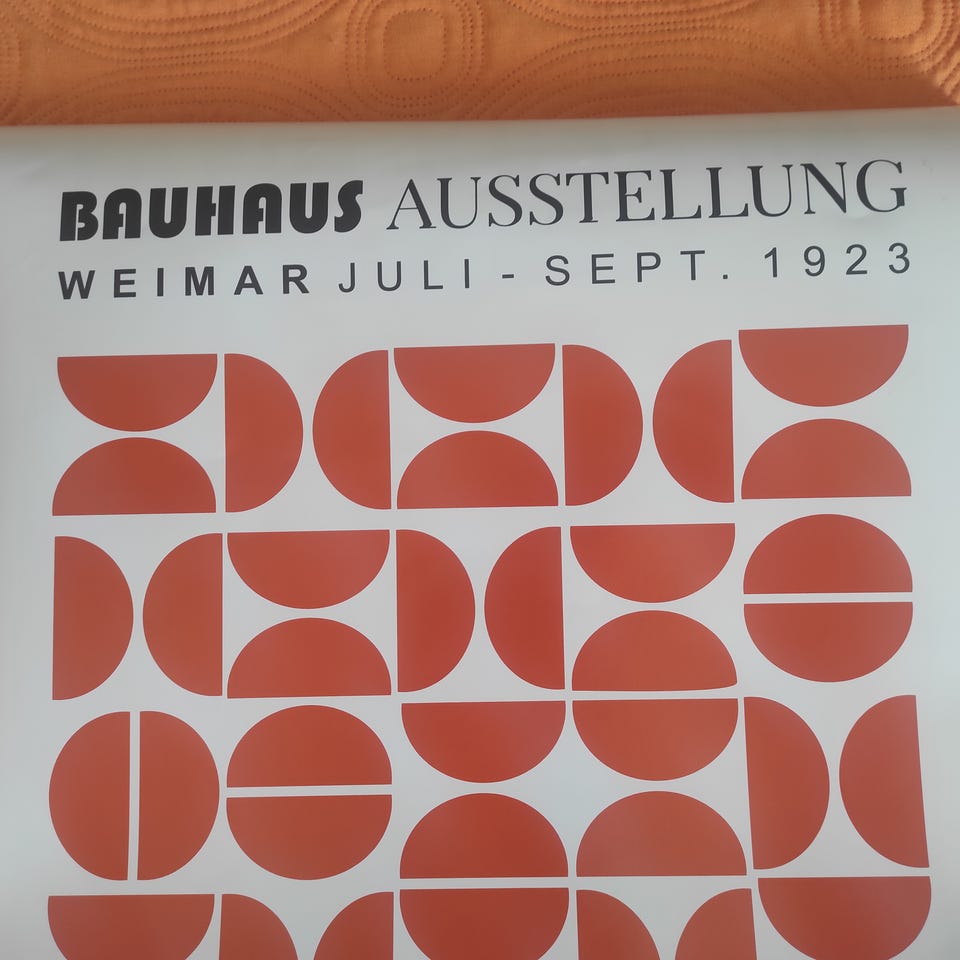 BAUHAUS AUSSTELLUNG
WEIMAR JULI - SEPT. 1923